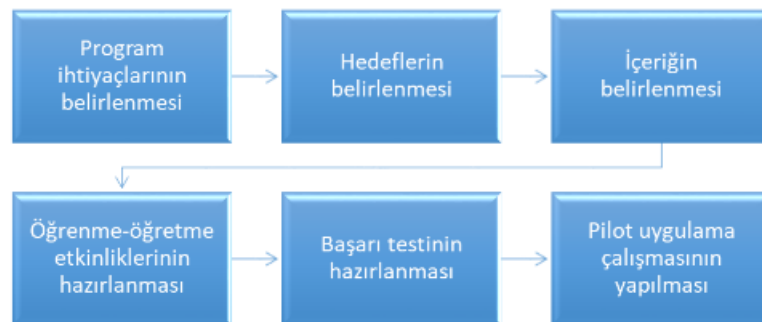 Program
ihtiyaçlarının
belirlenmesi
Hedeflerin
belirlenmesi
İçeriğin
belirlenmesi
Öğrenme-öğretme
etkinliklerinin
hazırlanması
Başarı testinin
hazırlanması
Pilot uygulama
çalışmasının
yapılması